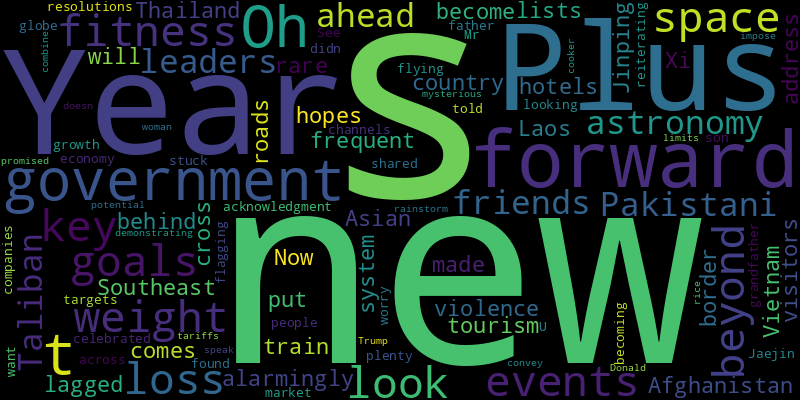 resolutions Thailand Oh ahead become lists space
globe fitness father Mr Jinping reiterating address
combine will leaders rare See didn flying country cooker impose
Year S Plus Xi
roads hopes channels mysterious told looking hotels
growth frequent Laos astronomy
economy doesn woman stuck shared limits son
promised government forward
potential friends Pakistani
key behind cross acknowledgment rainstorm
demonstrating Asian new
companies Taliban goals flagging Now system made border beyond grandfather Vietnam visitors
Southeast put worry violence rice
targets weight people tourism U
t celebrated tariffs train Trump becoming
want across comes speak found plenty Donald Jaejin
lagged loss alarmingly market look convey events Afghanistan